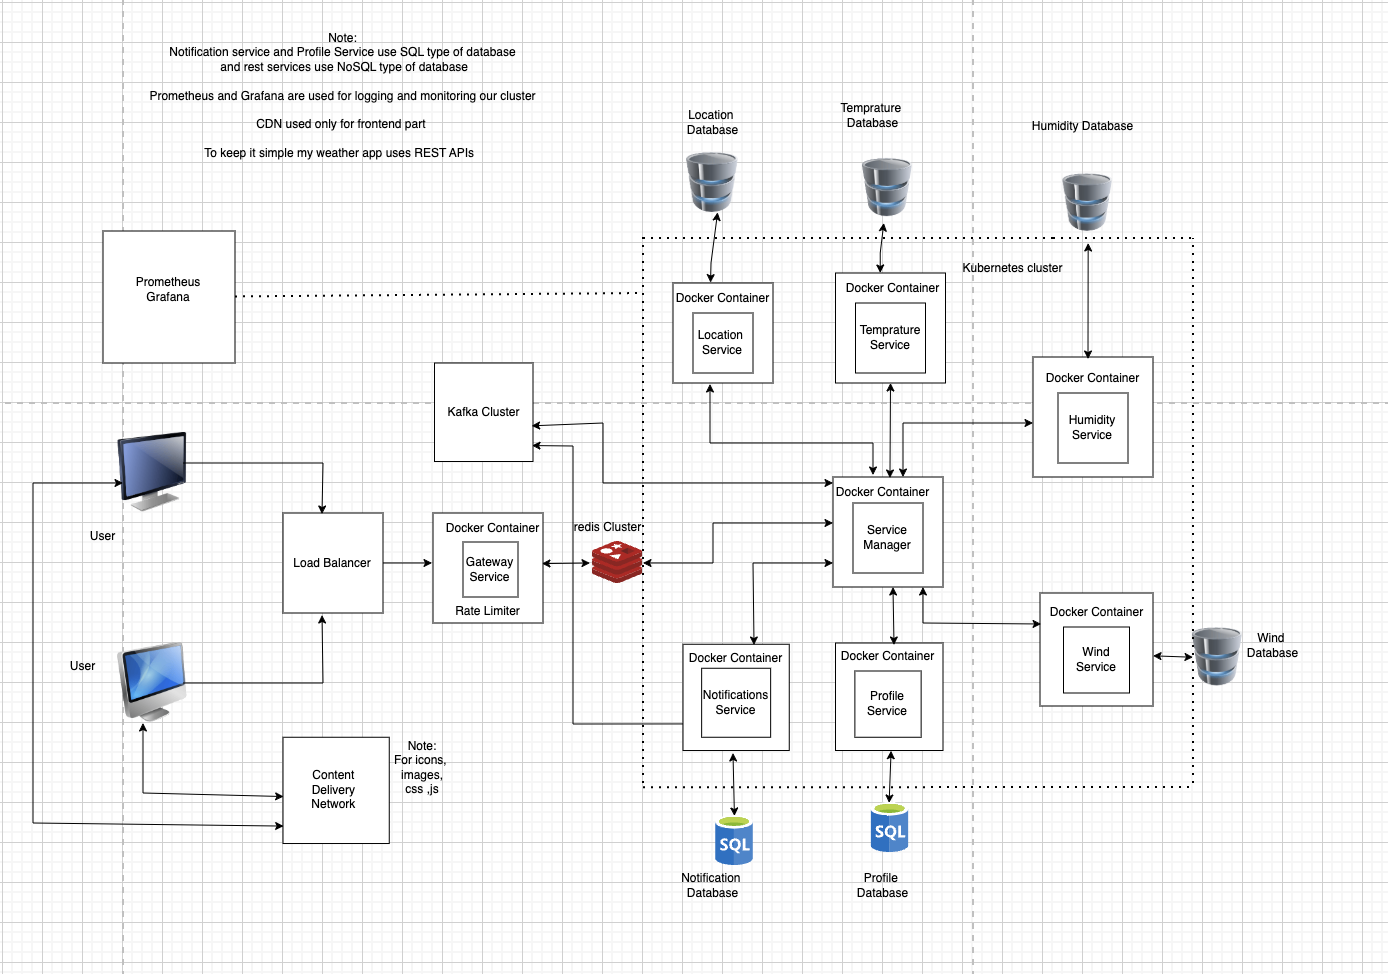 Note:
Notification service and Profile Service use SQL type of database
and rest services use NoSQL type of database
Prometheus and Grafana are used for logging and monitoring our cluster
CDN used only for frontend part
To keep it simple my weather app uses REST APIs
Location
Database
Temprature
Database
Humidity Database
Prometheus
Grafana
Kubernetes cluster
Docker Container
Location
Service
Docker Container
Temprature
Service
Docker Container
Humidity
Service
Kafka Cluster
User
Load Balancer
Docker Container
Gateway
Service
Rate Limiter
redis Cluster
Docker Container
Service
Manager
Docker Container
Wind
Service
Wind
Database
User
Docker Container
Notifications
Service
Docker Container
Profile
Service
Content
Delivery
Network
Note:
For icons,
images,
css ,js
SQL
Notification
Database
SQL
Profile
Database